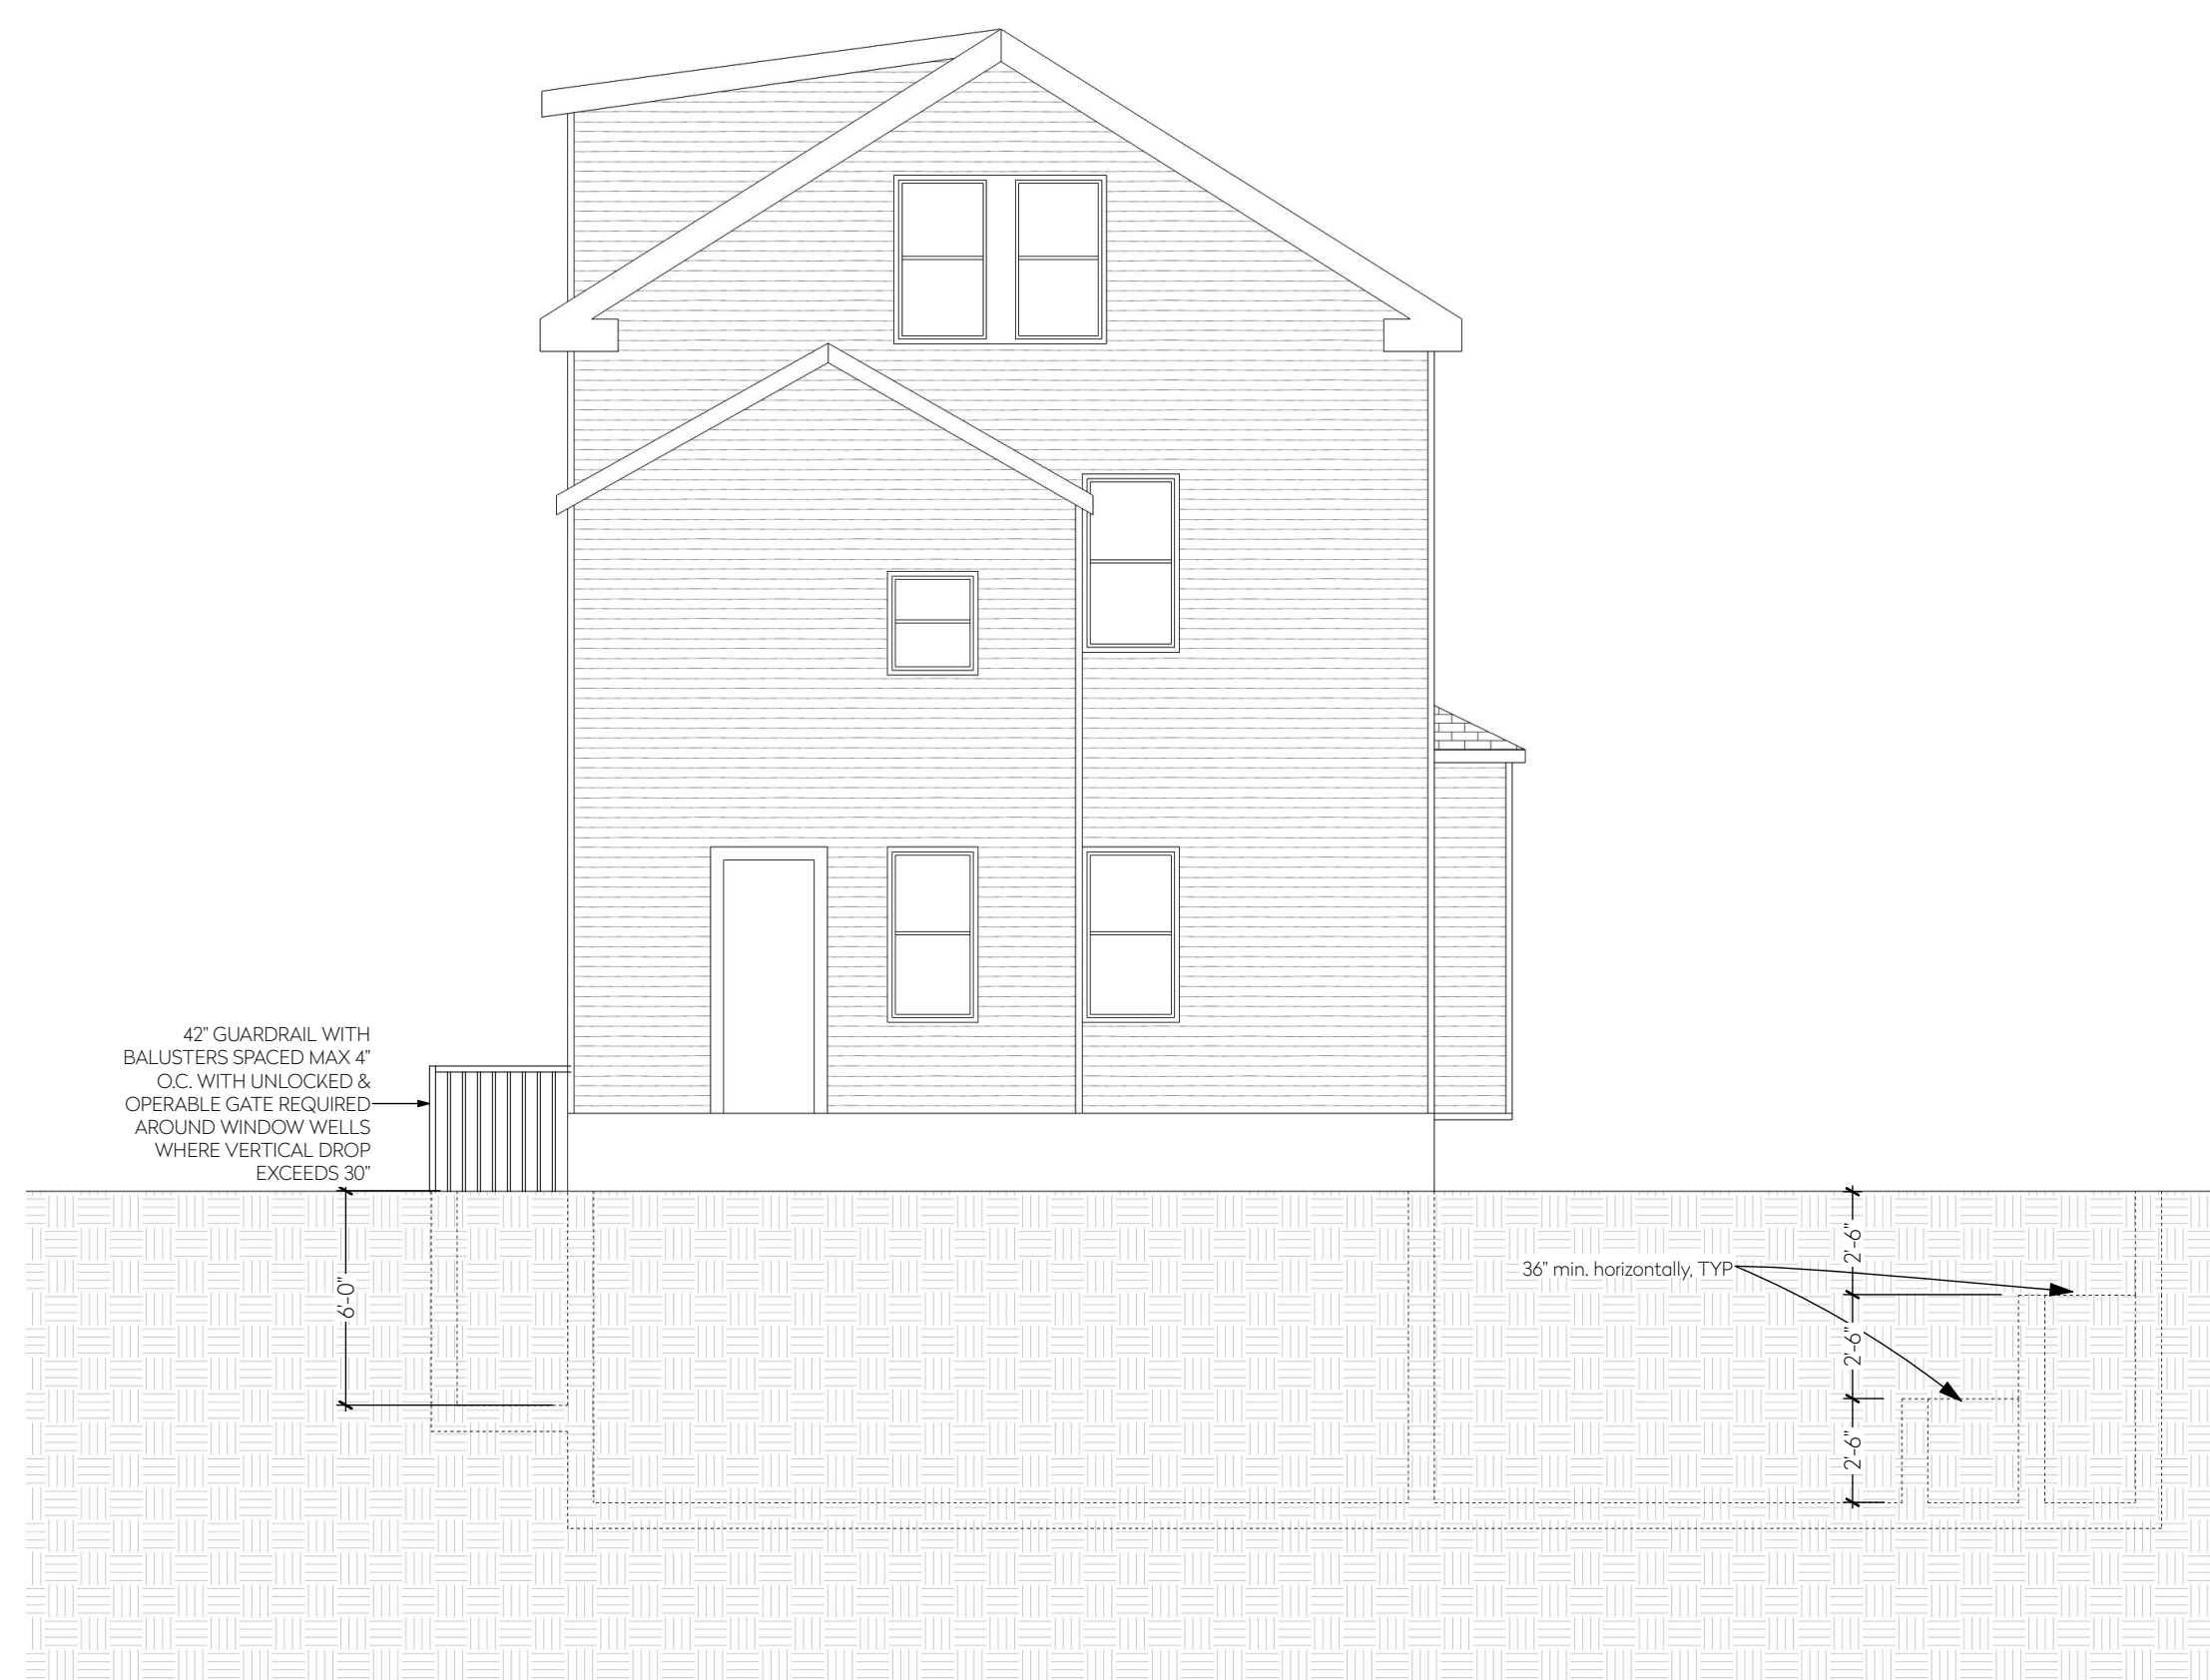 42" GUARDRAIL WITH
BALUSTERS SPACED MAX 4"
O.C. WITH UNLOCKED &
OPERABLE GATE REQUIRED
AROUND WINDOW WELLS
WHERE VERTICAL DROP
EXCEEDS 30"
6'-0"
2'-6"
36" min. horizontally, TYP
2'-6"
2'-6"